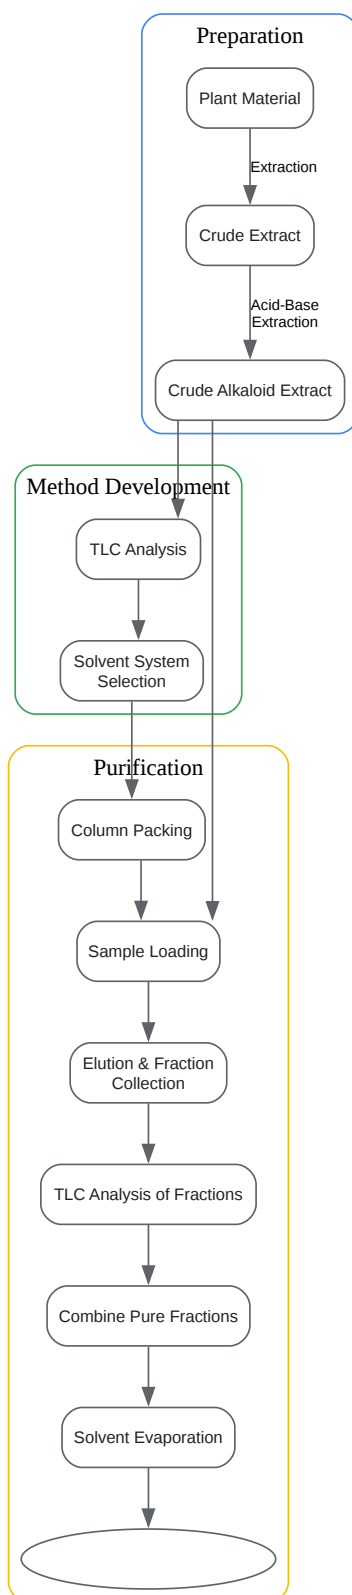 Preparation
Plant Material
Extraction
Crude Extract
Acid-Base
Extraction
Crude Alkaloid Extract
Method Development
TLC Analysis
Solvent System
Selection
Purification
Column Packing
Sample Loading
Elution & Fraction
Collection
TLC Analysis of Fractions
Combine Pure Fractions
Solvent Evaporation